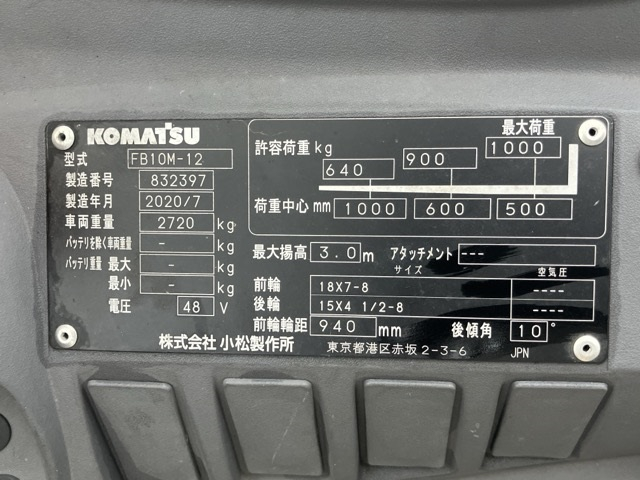 KOMATSU
型式 FB10M-12
製造番号 832397
製造年月 2020/7
車両重量 2720 kg
バッテリを除く車両重量 - kg
バッテリ重量 最大 - kg
最小 - kg
電圧 48 V
最大荷重
許容荷重 kg 640 900 1000
荷重中心 mm 1000 600 500
最大揚高 3.0 m アタッチメント ---
サイズ 空気圧
前輪 18X7-8 ----
後輪 15X4 1/2-8 ----
前輪輪距 940 mm 後傾角 10°
株式会社 小松製作所 東京都港区赤坂2-3-6 JPN